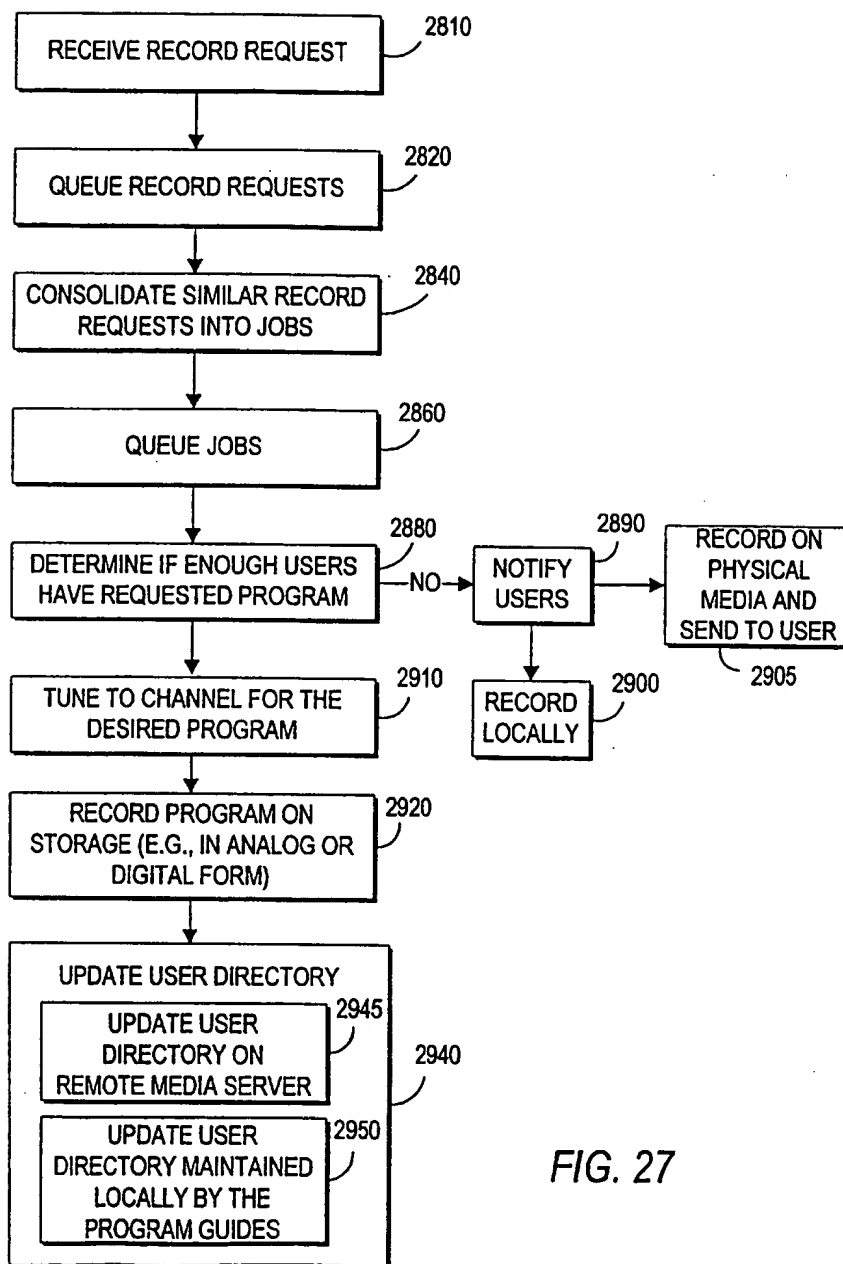 RECEIVE RECORD REQUEST
2810
QUEUE RECORD REQUESTS
2820
CONSOLIDATE SIMILAR RECORD
REQUESTS INTO JOBS
2840
QUEUE JOBS
2860
DETERMINE IF ENOUGH USERS
HAVE REQUESTED PROGRAM
2880
NO
NOTIFY
USERS
2890
RECORD ON
PHYSICAL
MEDIA AND
SEND TO USER
2905
RECORD
LOCALLY
2900
TUNE TO CHANNEL FOR THE
DESIRED PROGRAM
2910
RECORD PROGRAM ON
STORAGE (E.G., IN ANALOG OR
DIGITAL FORM)
2920
UPDATE USER DIRECTORY
2940
UPDATE USER
DIRECTORY ON
REMOTE MEDIA SERVER
2945
UPDATE USER
DIRECTORY MAINTAINED
LOCALLY BY THE
PROGRAM GUIDES
2950
FIG. 27